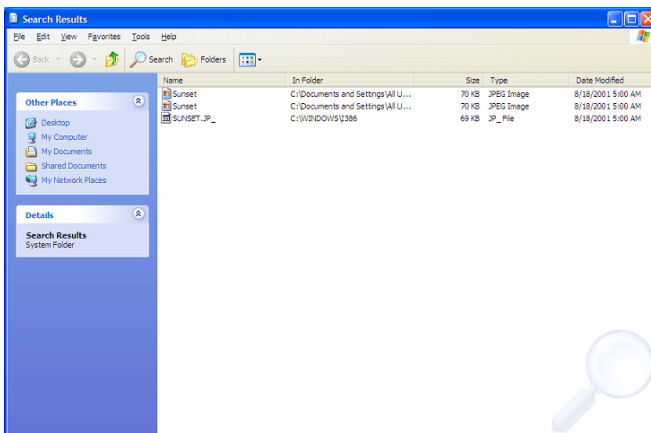 Search Results
File Edit View Favorites Tools Help
Back Search Folders
Name In Folder Size Type Date Modified
Sunset C:\Documents and Settings\All U... 70 KB JPEG Image 8/18/2001 5:00 AM
Sunset C:\Documents and Settings\All U... 70 KB JPEG Image 8/18/2001 5:00 AM
SUNSET.JP_ C:\WINDOWS\I386 69 KB JP_ File 8/18/2001 5:00 AM
Other Places
Desktop
My Computer
My Documents
Shared Documents
My Network Places
Details
Search Results
System Folder